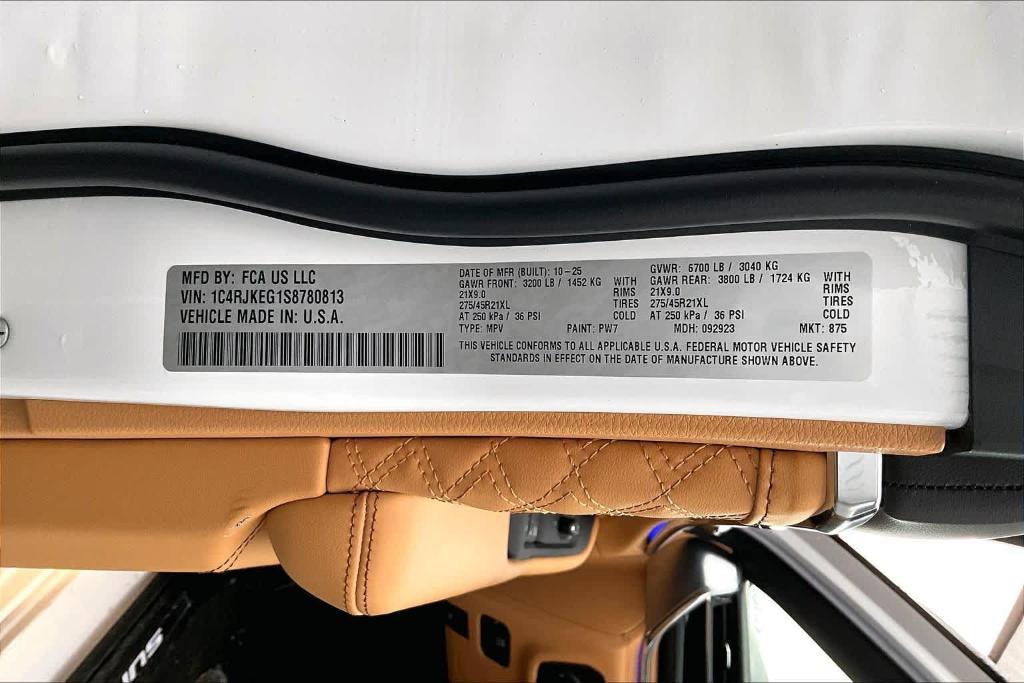 MFD BY: FCA US LLC
VIN: 1C4RJKEG1S8780813
VEHICLE MADE IN: U.S.A.
DATE OF MFR (BUILT): 10-25
GAWR FRONT: 3200 LB / 1452 KG WITH
21X9.0 RIMS
275/45R21XL TIRES
AT 250 kPa / 36 PSI COLD
GVWR: 6700 LB / 3040 KG
GAWR REAR: 3800 LB / 1724 KG WITH
21X9.0 RIMS
275/45R21XL TIRES
AT 250 kPa / 36 PSI COLD
TYPE: MPV PAINT: PW7 MDH: 092923 MKT: 875
THIS VEHICLE CONFORMS TO ALL APPLICABLE U.S.A. FEDERAL MOTOR VEHICLE SAFETY
STANDARDS IN EFFECT ON THE DATE OF MANUFACTURE SHOWN ABOVE.